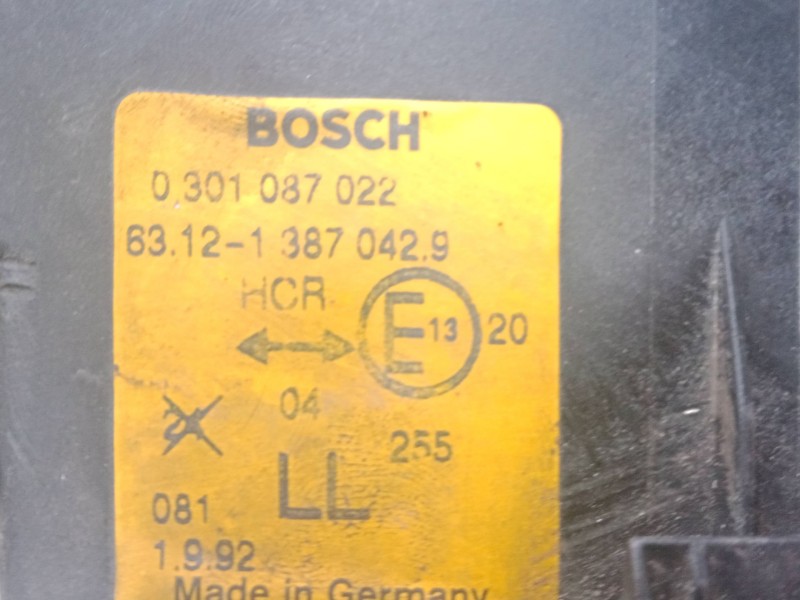 BOSCH
0 301 087 022
63.12-1 387 042.9
HCR
E 13 20
04
255
LL
081
1.9.92
Made in Germany